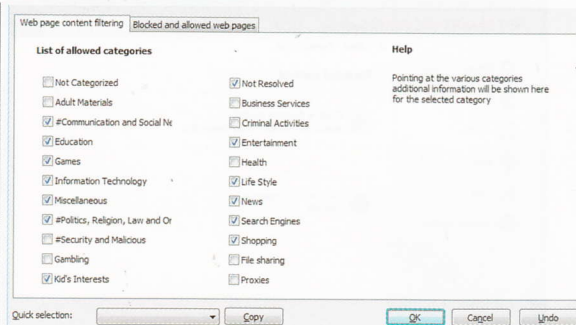 Web page content filtering
Blocked and allowed web pages
List of allowed categories
Not Categorized
Adult Materials
#Communication and Social Ne
Education
Games
Information Technology
Miscellaneous
#Politics, Religion, Law and Or
#Security and Malicious
Gambling
Kid's Interests
Not Resolved
Business Services
Criminal Activities
Entertainment
Health
Life Style
News
Search Engines
Shopping
File sharing
Proxies
Help
Pointing at the various categories
additional information will be shown here
for the selected category
Quick selection:
Copy
OK
Cancel
Undo